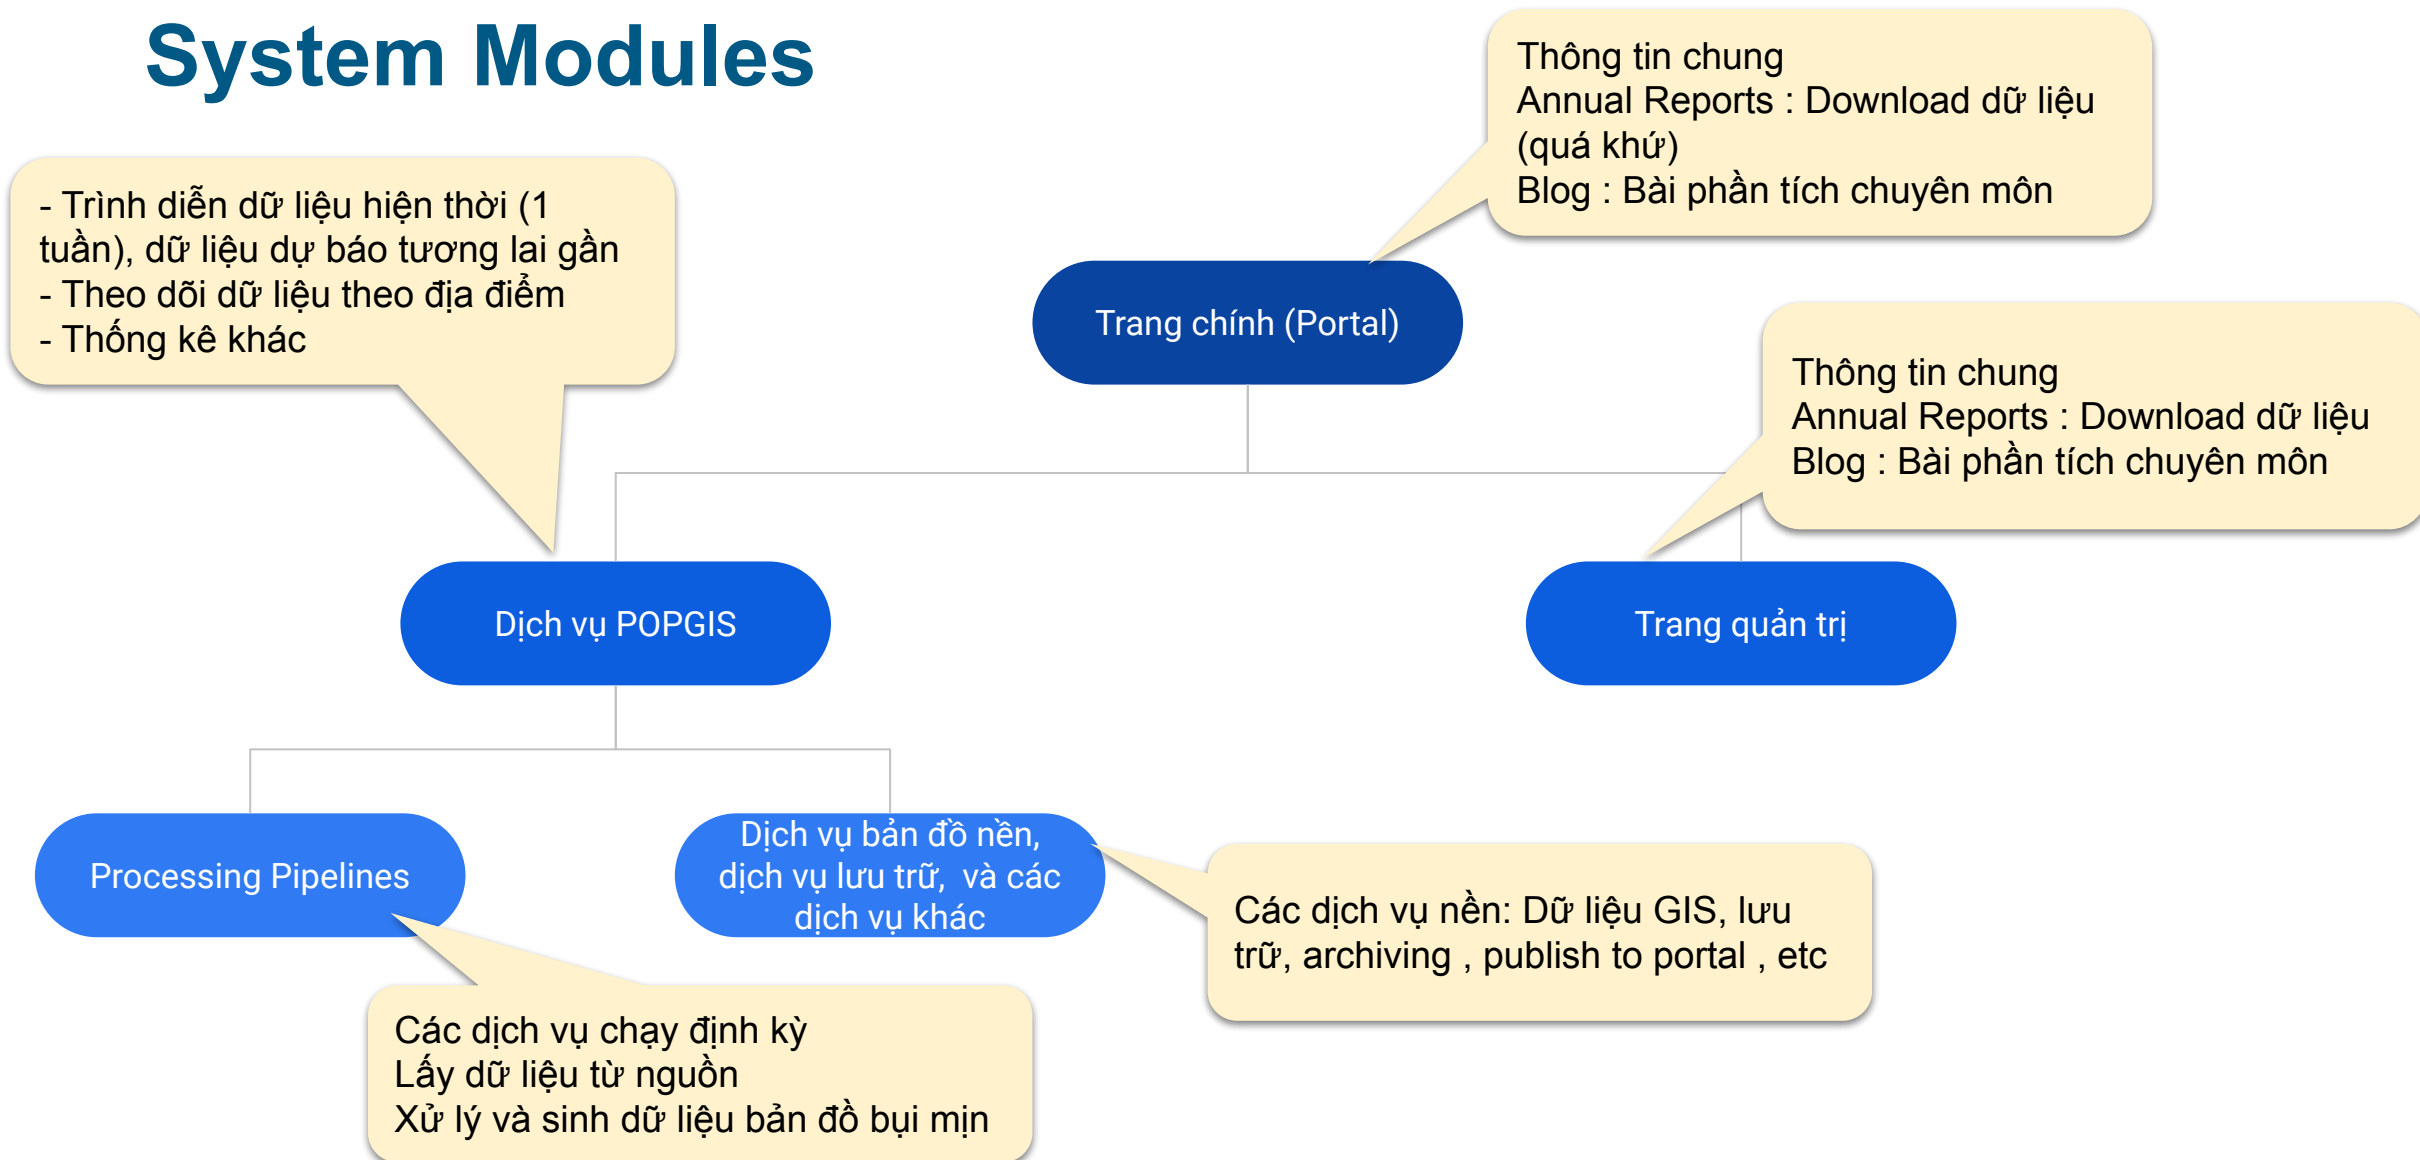 System Modules
Thông tin chung
Annual Reports : Download dữ liệu
(quá khứ)
Blog : Bài phần tích chuyên môn
- Trình diễn dữ liệu hiện thời (1
tuần), dữ liệu dự báo tương lai gần
- Theo dõi dữ liệu theo địa điểm
- Thống kê khác
Trang chính (Portal)
Thông tin chung
Annual Reports : Download dữ liệu
Blog : Bài phần tích chuyên môn
Dịch vụ POPGIS
Trang quản trị
Processing Pipelines
Dịch vụ bản đồ nền,
dịch vụ lưu trữ, và các
dịch vụ khác
Các dịch vụ nền: Dữ liệu GIS, lưu
trữ, archiving , publish to portal , etc
Các dịch vụ chạy định kỳ
Lấy dữ liệu từ nguồn
Xử lý và sinh dữ liệu bản đồ bụi mịn